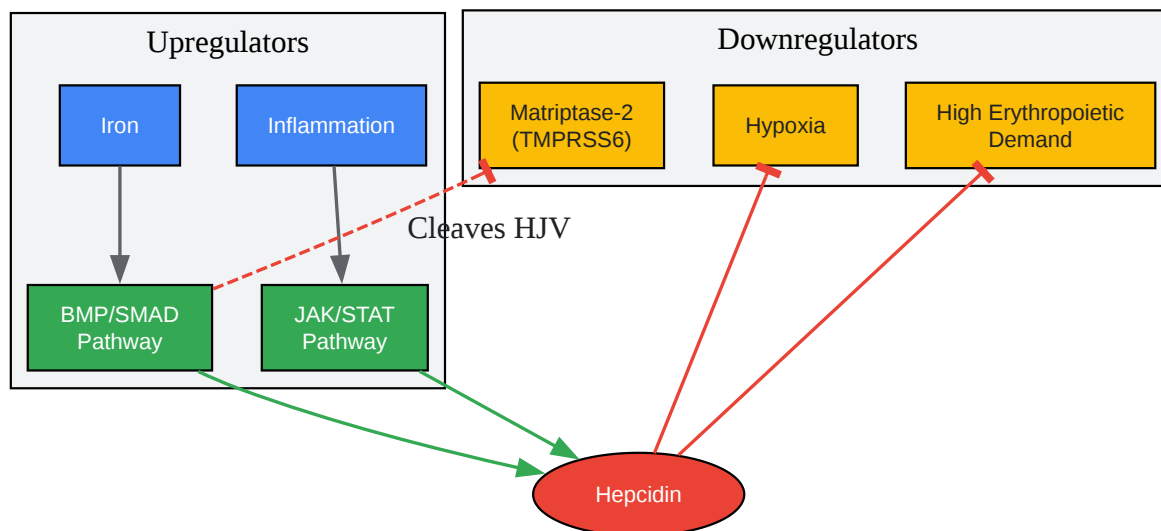 Upregulators
Downregulators
Iron
Inflammation
Matriptase-2
(TMPRSS6)
Hypoxia
High Erythropoietic
Demand
Cleaves HJV
BMP/SMAD
Pathway
JAK/STAT
Pathway
Hepcidin